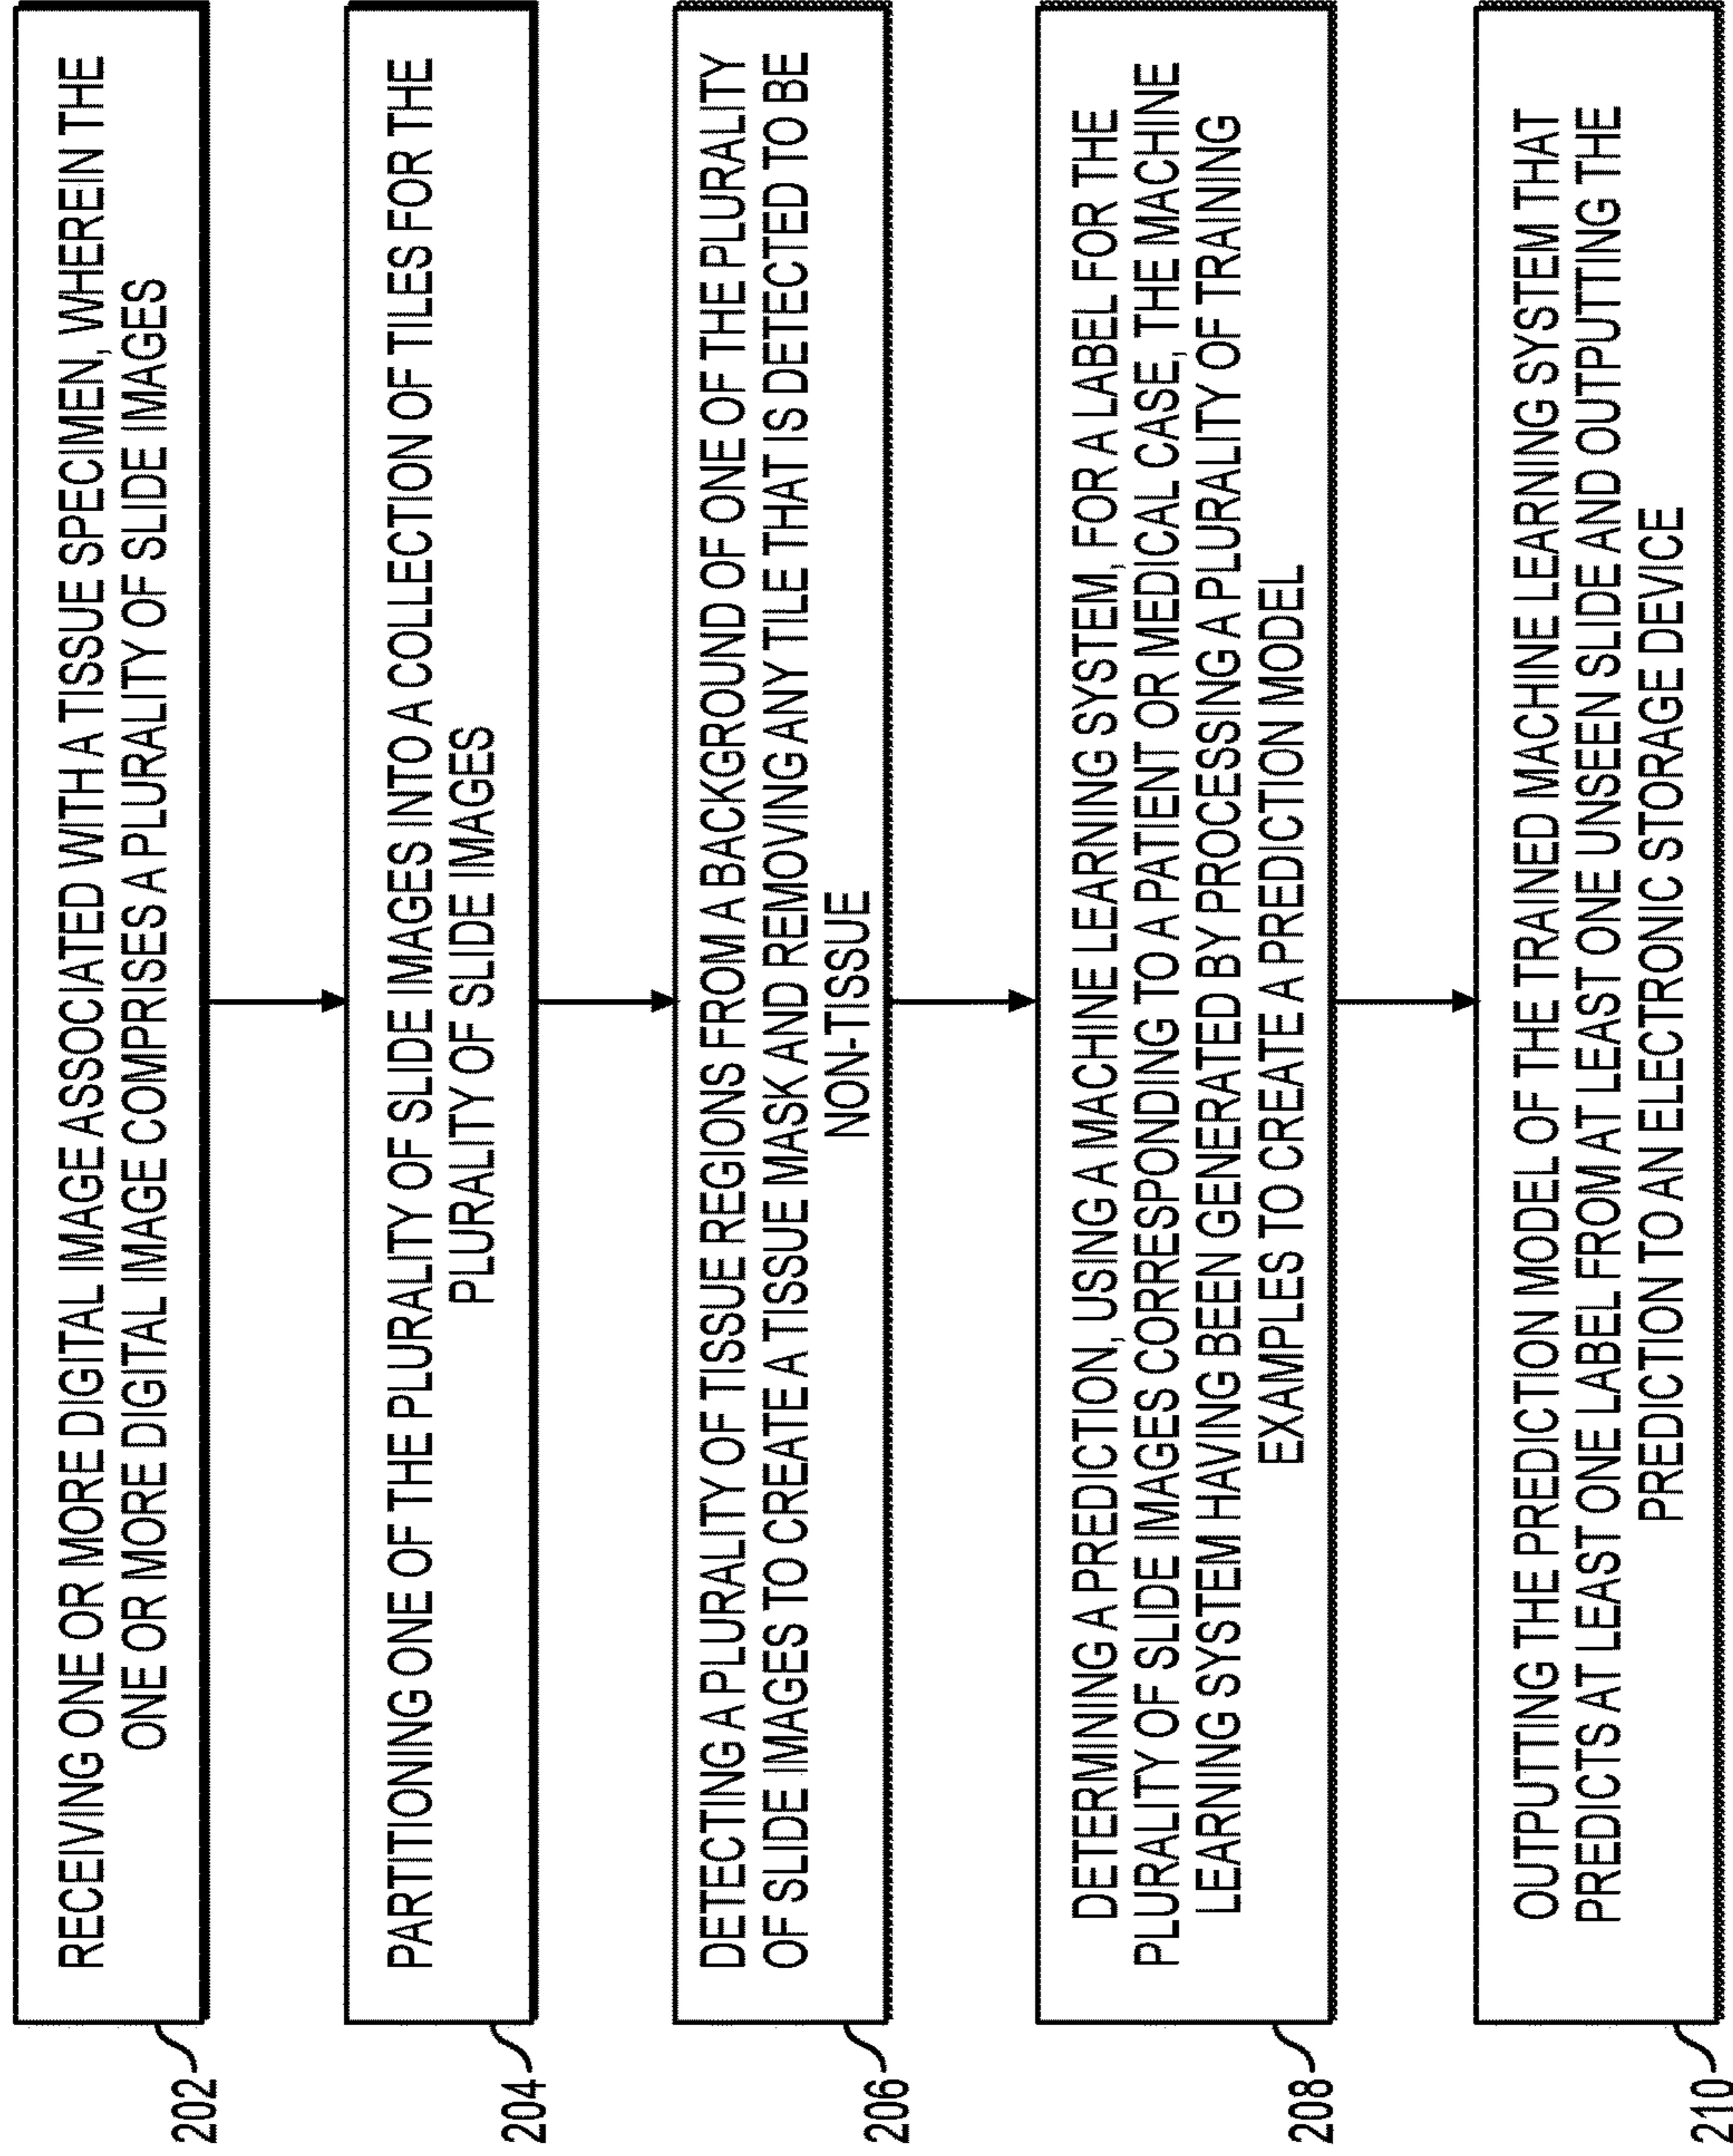 RECEIVING ONE OR MORE DIGITAL IMAGE ASSOCIATED WITH A TISSUE SPECIMEN, WHEREIN THE
ONE OR MORE DIGITAL IMAGE COMPRISES A PLURALITY OF SLIDE IMAGES
202
PARTITIONING ONE OF THE PLURALITY OF SLIDE IMAGES INTO A COLLECTION OF TILES FOR THE
PLURALITY OF SLIDE IMAGES
204
DETECTING A PLURALITY OF TISSUE REGIONS FROM A BACKGROUND OF ONE OF THE PLURALITY
OF SLIDE IMAGES TO CREATE A TISSUE MASK AND REMOVING ANY TILE THAT IS DETECTED TO BE
NON-TISSUE
206
DETERMINING A PREDICTION, USING A MACHINE LEARNING SYSTEM, FOR A LABEL FOR THE
PLURALITY OF SLIDE IMAGES CORRESPONDING TO A PATIENT OR MEDICAL CASE, THE MACHINE
LEARNING SYSTEM HAVING BEEN GENERATED BY PROCESSING A PLURALITY OF TRAINING
EXAMPLES TO CREATE A PREDICTION MODEL
208
OUTPUTTING THE PREDICTION MODEL OF THE TRAINED MACHINE LEARNING SYSTEM THAT
PREDICTS AT LEAST ONE LABEL FROM AT LEAST ONE UNSEEN SLIDE AND OUTPUTING THE
PREDICTION TO AN ELECTRONIC STORAGE DEVICE
210